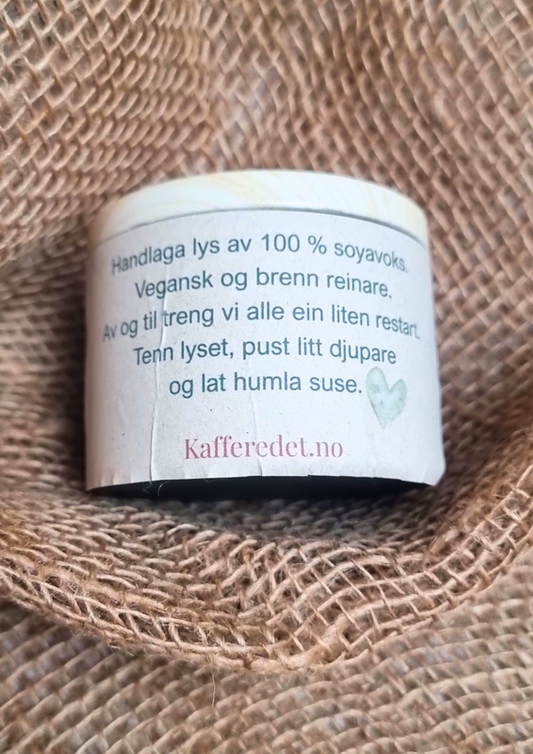 Handlaga lys av 100 % soyavoks.
Vegansk og brenn reinare.
Av og til treng vi alle ein liten restart.
Tenn lyset, pust litt djupare
og lat humla suse.
Kafferedet.no